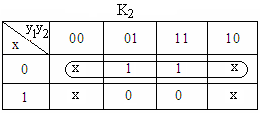 K₂
y₁y₂
x 00 01 11 10
0 x 1 1 x
1 x 0 0 x